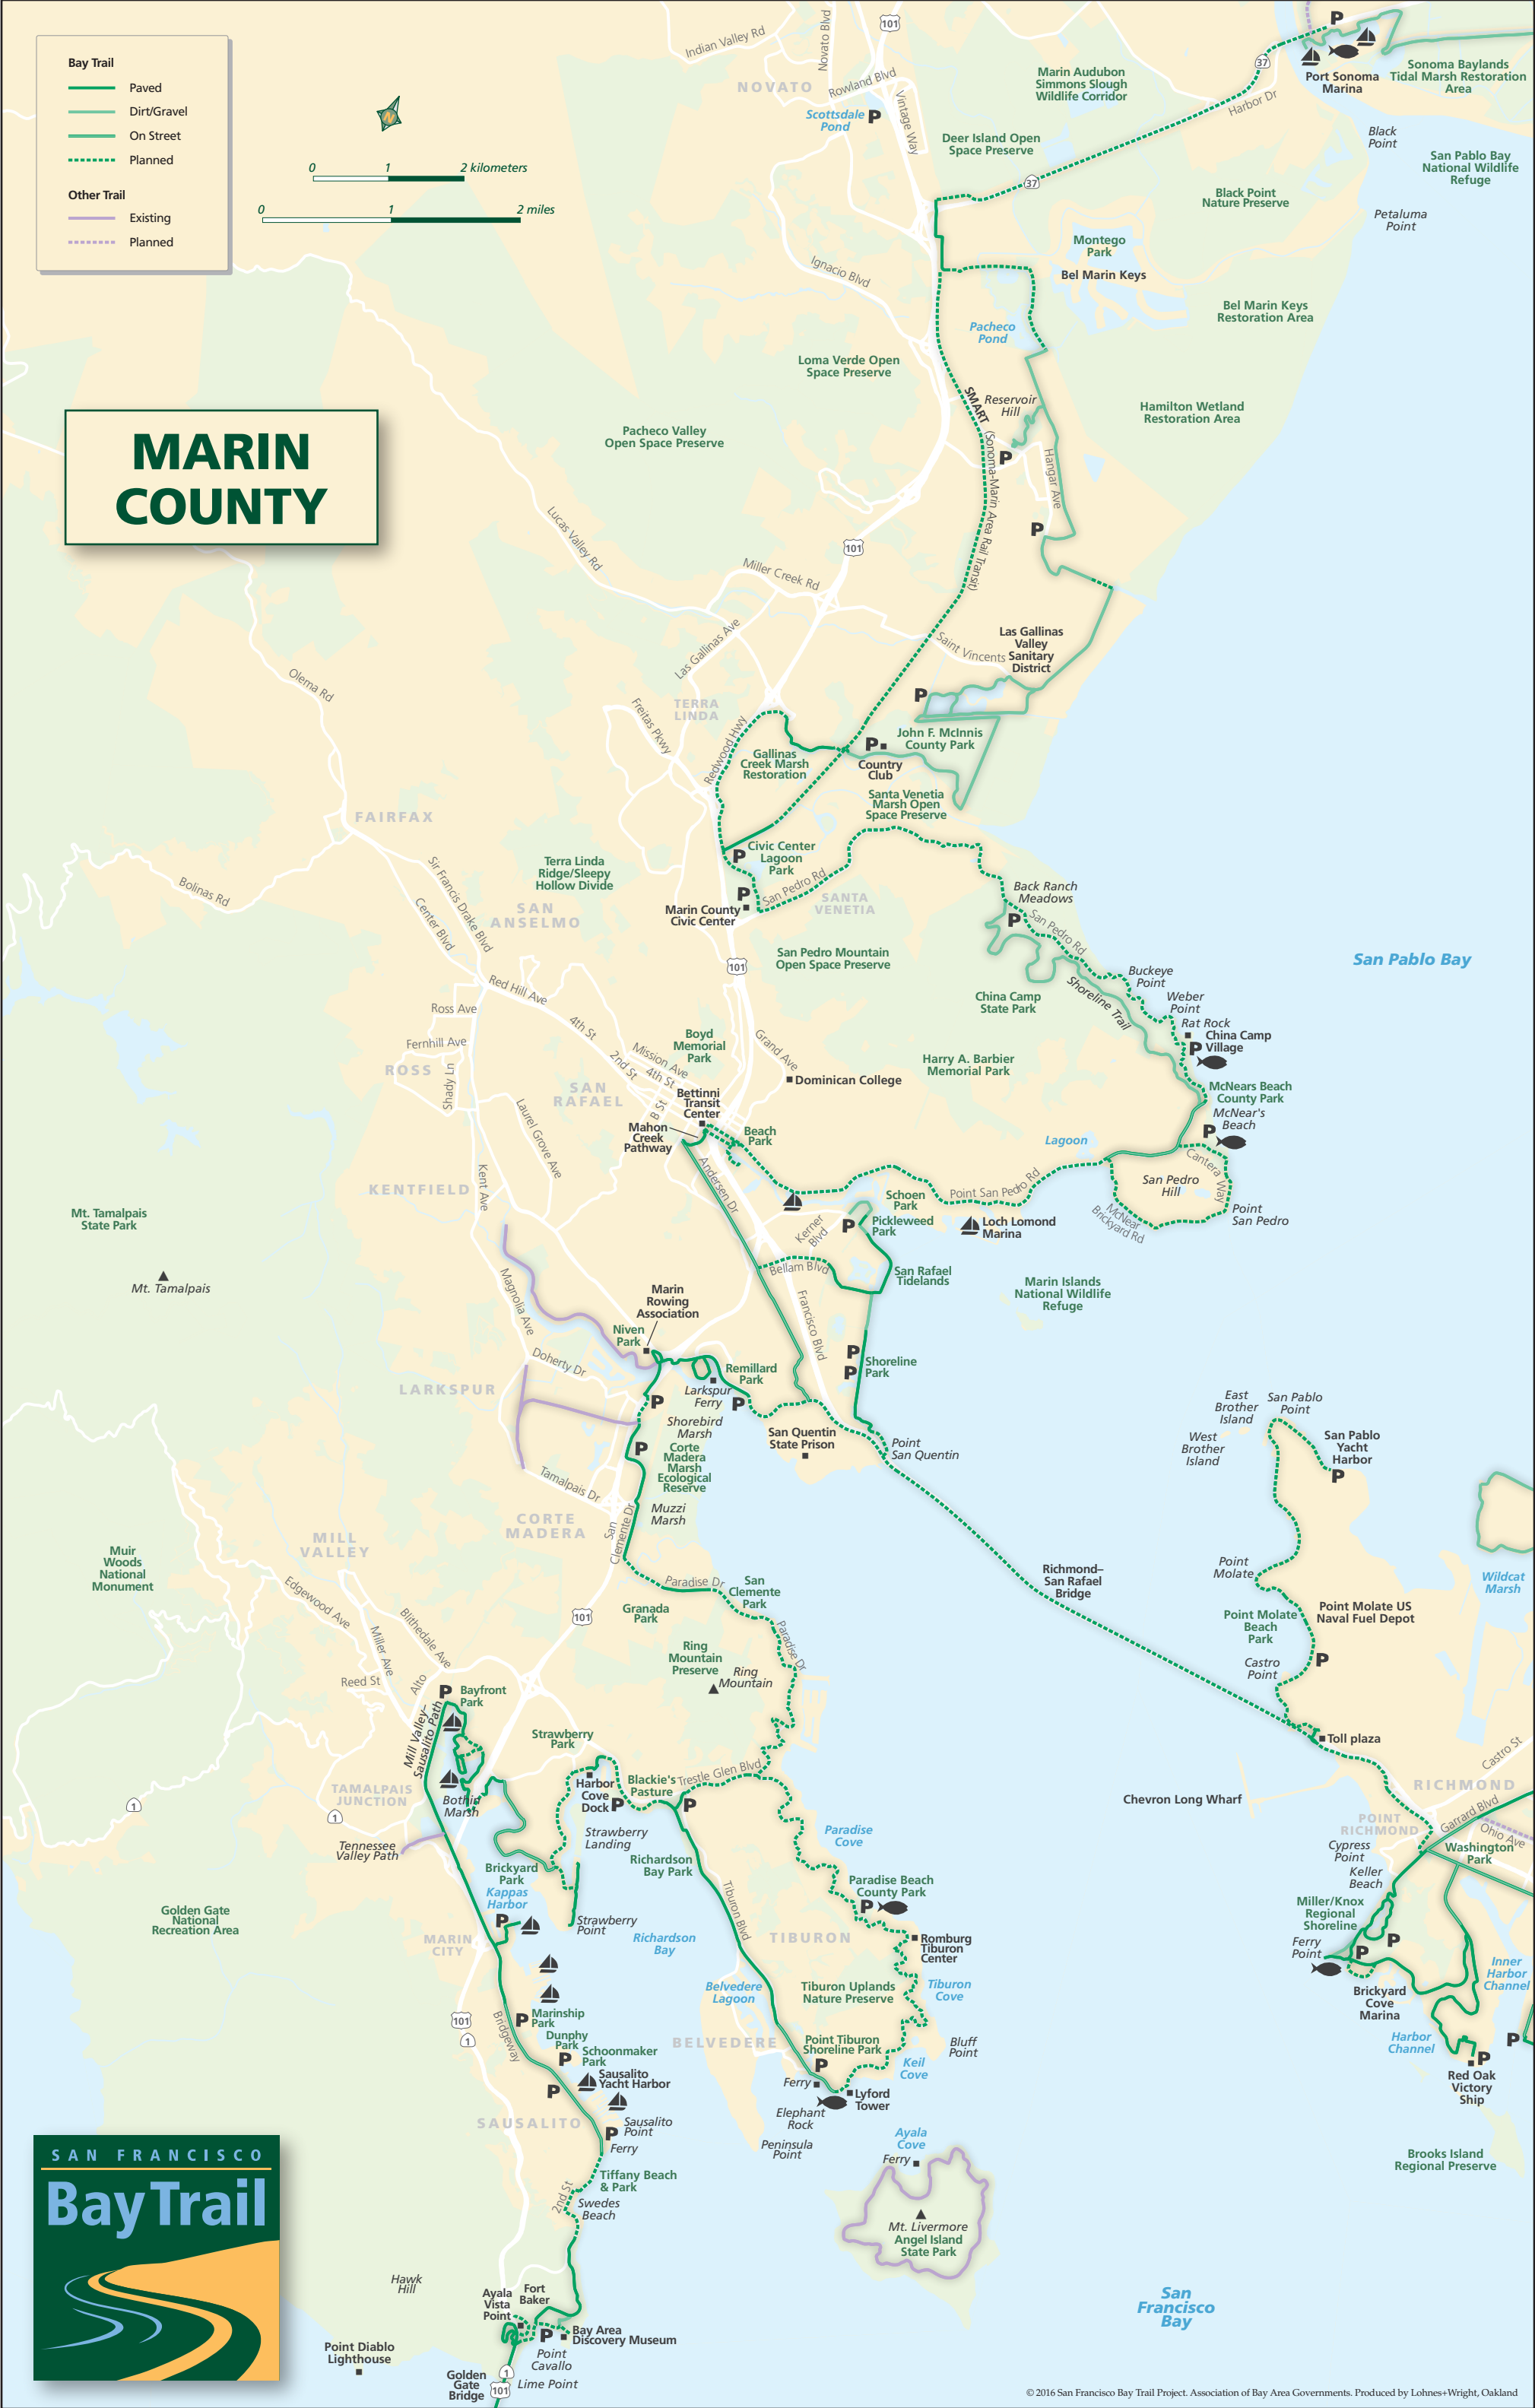 Bay Trail
Paved
Dirt/Gravel
On Street
Planned
Other Trail
Existing
Planned
N
0 1 2 kilometers
0 1 2 miles
MARIN
COUNTY
Indian Valley Rd
Novato Blvd
101
NOVATO
Rowland Blvd
Vintage Way
Scottsdale
Pond
P
Marin Audubon
Simmons Slough
Wildlife Corridor
Deer Island Open
Space Preserve
37
Harbor Dr
37
P
Port Sonoma
Marina
Sonoma Baylands
Tidal Marsh Restoration
Area
Black
Point
San Pablo Bay
National Wildlife
Refuge
Black Point
Nature Preserve
Petaluma
Point
Montego
Park
Bel Marin Keys
Ignacio Blvd
Bel Marin Keys
Restoration Area
Pacheco
Pond
Loma Verde Open
Space Preserve
SMART (Sonoma-Marin Area Rail Transit)
Reservoir
Hill
P
Hamilton Wetland
Restoration Area
Pacheco Valley
Open Space Preserve
Hangar Ave
P
Lucas Valley Rd
101
Miller Creek Rd
Las Gallinas Ave
Saint Vincents
Las Gallinas
Valley
Sanitary
District
P
Olema Rd
TERRA
LINDA
Freitas Pkwy
Redwood Hwy
John F. McInnis
County Park
P
Country
Club
Gallinas
Creek Marsh
Restoration
Santa Venetia
Marsh Open
Space Preserve
FAIRFAX
Civic Center
Lagoon
Park
P
Terra Linda
Ridge/Sleepy
Hollow Divide
P
San Pedro Rd
Marin County
Civic Center
SANTA
VENETIA
Bolinas Rd
Sir Francis Drake Blvd
Center Blvd
SAN
ANSELMO
Back Ranch
Meadows
P
San Pedro Rd
San Pedro Mountain
Open Space Preserve
101
San Pablo Bay
Buckeye
Point
Shoreline Trail
Weber
Point
China Camp
State Park
Rat Rock
China Camp
Village
P
Red Hill Ave
Ross Ave
4th St
Fernhill Ave
ROSS
Shady Ln
Boyd
Memorial
Park
Grand Ave
Mission Ave
2nd St
4th St
Dominican College
Harry A. Barbier
Memorial Park
SAN
RAFAEL
Bettinni
Transit
Center
B St
McNears Beach
County Park
McNear's
Beach
P
Laurel Grove Ave
Mahon
Creek
Pathway
Beach
Park
Lagoon
Cantera Way
Andersen Dr
Point San Pedro Rd
San Pedro
Hill
KENTFIELD
Kent Ave
Schoen
Park
Point
San Pedro
McNear
Brickyard Rd
Mt. Tamalpais
State Park
Kerner
Blvd
P
Pickleweed
Park
Loch Lomond
Marina
Mt. Tamalpais
Bellam Blvd
San Rafael
Tidelands
Marin Islands
National Wildlife
Refuge
Magnolia Ave
Marin
Rowing
Association
Francisco Blvd
Niven
Park
Doherty Dr
P
P
Shoreline
Park
LARKSPUR
Remillard
Park
Larkspur
Ferry
P
P
Shorebird
Marsh
San Quentin
State Prison
Point
San Quentin
East
Brother
Island
San Pablo
Point
West
Brother
Island
San Pablo
Yacht
Harbor
P
P
Corte
Madera
Marsh
Ecological
Reserve
Tamalpais Dr
Muzzi
Marsh
CORTE
MADERA
San
Clemente Dr
MILL
VALLEY
Muir
Woods
National
Monument
Richmond–
San Rafael
Bridge
Point
Molate
Wildcat
Marsh
Paradise Dr
San
Clemente
Park
Edgewood Ave
Granada
Park
Blithedale Ave
Miller Ave
101
Point Molate
Beach
Park
Point Molate US
Naval Fuel Depot
Paradise Dr
Ring
Mountain
Preserve
Ring
Mountain
Castro
Point
P
Reed St
Alto
P
Bayfront
Park
Mill Valley–
Sausalito Path
Strawberry
Park
Toll plaza
Castro St
TAMALPAIS
JUNCTION
Harbor
Cove
Dock
P
Blackie's
Pasture
P
Trestle Glen Blvd
RICHMOND
Bothin
Marsh
1
1
Chevron Long Wharf
Garrard Blvd
POINT
RICHMOND
Ohio Ave
Tennessee
Valley Path
Strawberry
Landing
Paradise
Cove
Cypress
Point
Washington
Park
Richardson
Bay Park
Brickyard
Park
Kappas
Harbor
Keller
Beach
Paradise Beach
County Park
P
Miller/Knox
Regional
Shoreline
Tiburon Blvd
Golden Gate
National
Recreation Area
P
Strawberry
Point
MARIN
CITY
Richardson
Bay
TIBURON
Romburg
Tiburon
Center
Ferry
Point
P
P
Inner
Harbor
Channel
Belvedere
Lagoon
Tiburon Uplands
Nature Preserve
Tiburon
Cove
Brickyard
Cove
Marina
101
1
Bridgeway
P
Marinship
Park
Dunphy
Park
P
Schoonmaker
Park
BELVEDERE
Point Tiburon
Shoreline Park
P
Bluff
Point
Harbor
Channel
P
P
Red Oak
Victory
Ship
Keil
Cove
P
Sausalito
Yacht Harbor
Ferry
Lyford
Tower
SAUSALITO
Sausalito
Point
P
Ferry
Elephant
Rock
Peninsula
Point
Ayala
Cove
Ferry
Brooks Island
Regional Preserve
Tiffany Beach
& Park
2nd St
Swedes
Beach
Mt. Livermore
Angel Island
State Park
SAN FRANCISCO
Bay Trail
Hawk
Hill
Ayala
Vista
Point
Fort
Baker
P
Bay Area
Discovery Museum
San
Francisco
Bay
Point
Cavallo
Point Diablo
Lighthouse
Golden
Gate
Bridge
1
101
Lime Point
© 2016 San Francisco Bay Trail Project. Association of Bay Area Governments. Produced by Lohnes+Wright, Oakland